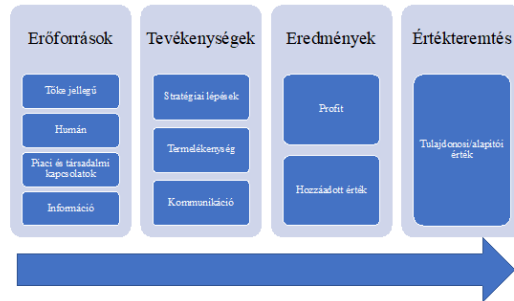 Erőforrások
Tőke jellegű
Humán
Piaci és társadalmi
kapcsolatok
Információ
Tevékenységek
Stratégiai lépések
Termelékenység
Kommunikáció
Eredmények
Profit
Hozzáadott érték
Értékteremtés
Tulajdonosi/alapítói
érték